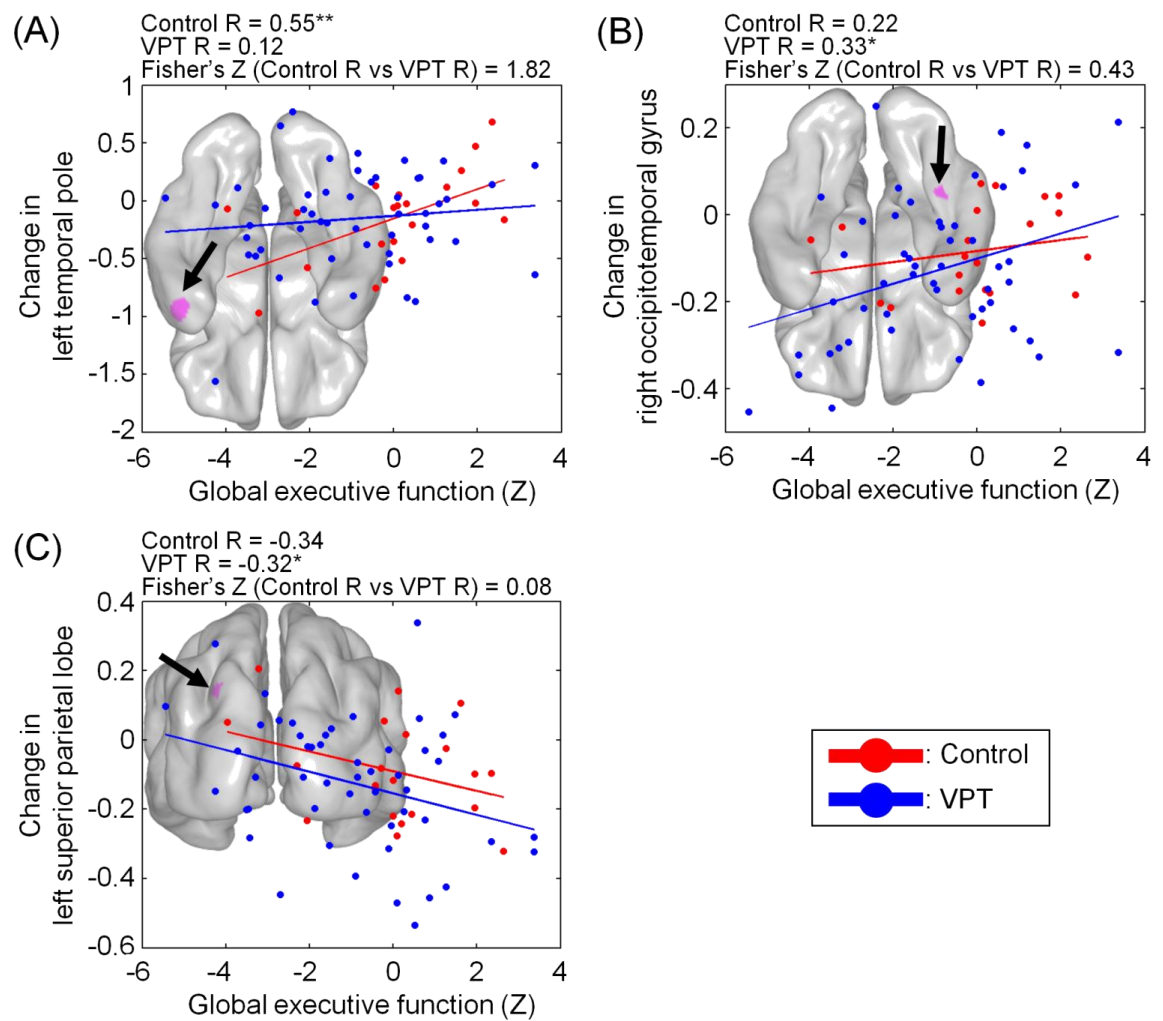 (A)
Control R = 0.55**
VPT R = 0.12
Fisher's Z (Control R vs VPT R) = 1.82
1
0.5
0
-0.5
-1
-1.5
-2
Change in
left temporal pole
-6 -4 -2 0 2 4
Global executive function (Z)
(B)
Control R = 0.22
VPT R = 0.33*
Fisher's Z (Control R vs VPT R) = 0.43
0.2
0
-0.2
-0.4
Change in
right occipitotemporal gyrus
-6 -4 -2 0 2 4
Global executive function (Z)
(C)
Control R = -0.34
VPT R = -0.32*
Fisher's Z (Control R vs VPT R) = 0.08
0.4
0.2
0
-0.2
-0.4
-0.6
Change in
left superior parietal lobe
-6 -4 -2 0 2 4
Global executive function (Z)
: Control
: VPT